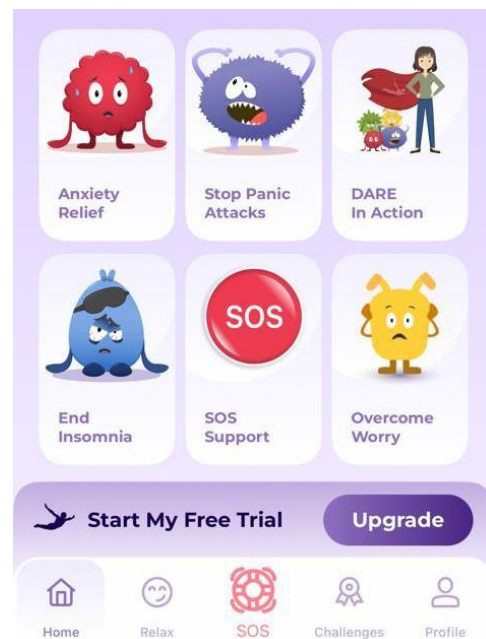 Anxiety
Relief
Stop Panic
Attacks
DARE
In Action
SOS
End
Insomnia
SOS
Support
Overcome
Worry
Start My Free Trial
Upgrade
Home
Relax
SOS
Challenges
Profile